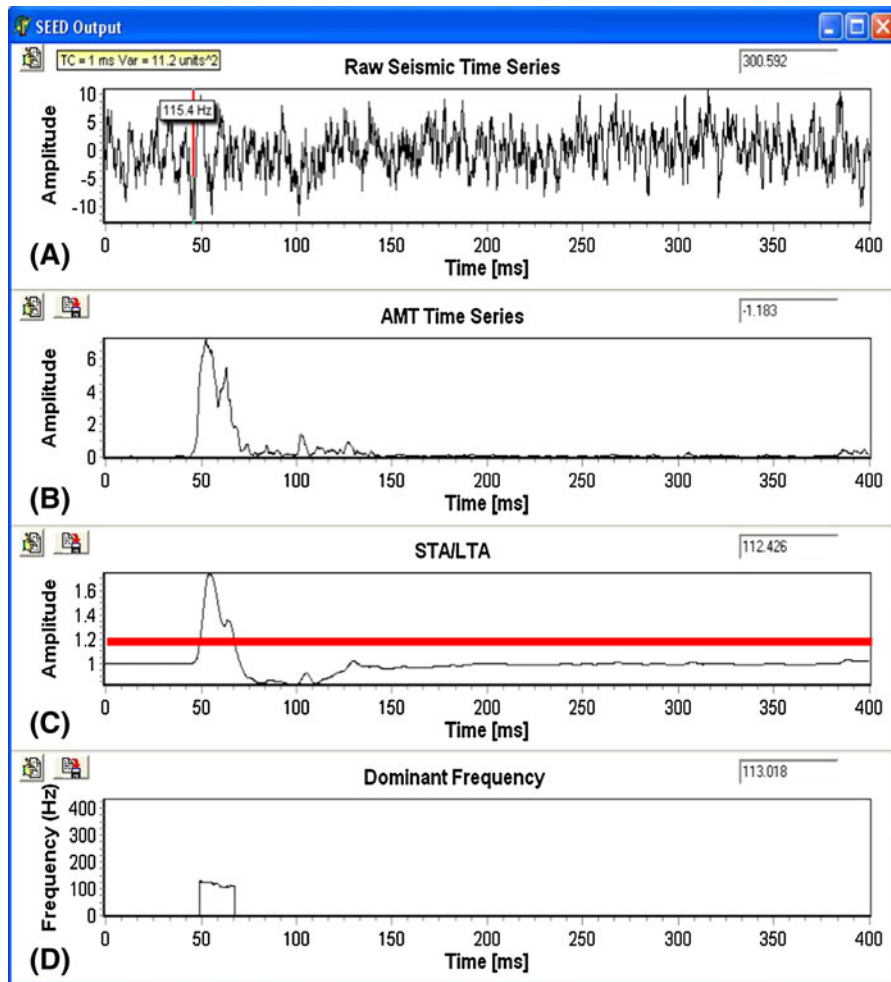 SEED Output
TC = 1 ms Var = 11.2 units^2
Raw Seismic Time Series
300.592
115.4 Hz
Amplitude
10
5
0
-5
-10
0 50 100 150 200 250 300 350 400
Time [ms]
(A)
AMT Time Series
-1.183
Amplitude
6
4
2
0
0 50 100 150 200 250 300 350 400
Time [ms]
(B)
STA/LTA
112.426
Amplitude
1.6
1.4
1.2
1
0 50 100 150 200 250 300 350 400
Time [ms]
(C)
Dominant Frequency
113.018
Frequency (Hz)
400
300
200
100
0
0 50 100 150 200 250 300 350 400
Time [ms]
(D)